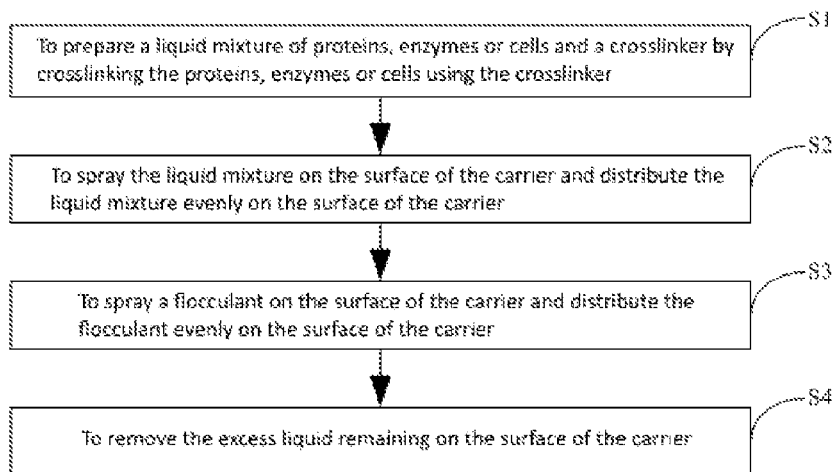 S1
To prepare a liquid mixture of proteins, enzymes or cells and a crosslinker by
crosslinking the proteins, enzymes or cells using the crosslinker
S2
To spray the liquid mixture on the surface of the carrier and distribute the
liquid mixture evenly on the surface of the carrier
S3
To spray a flocculant on the surface of the carrier and distribute the
flocculant evenly on the surface of the carrier
S4
To remove the excess liquid remaining on the surface of the carrier